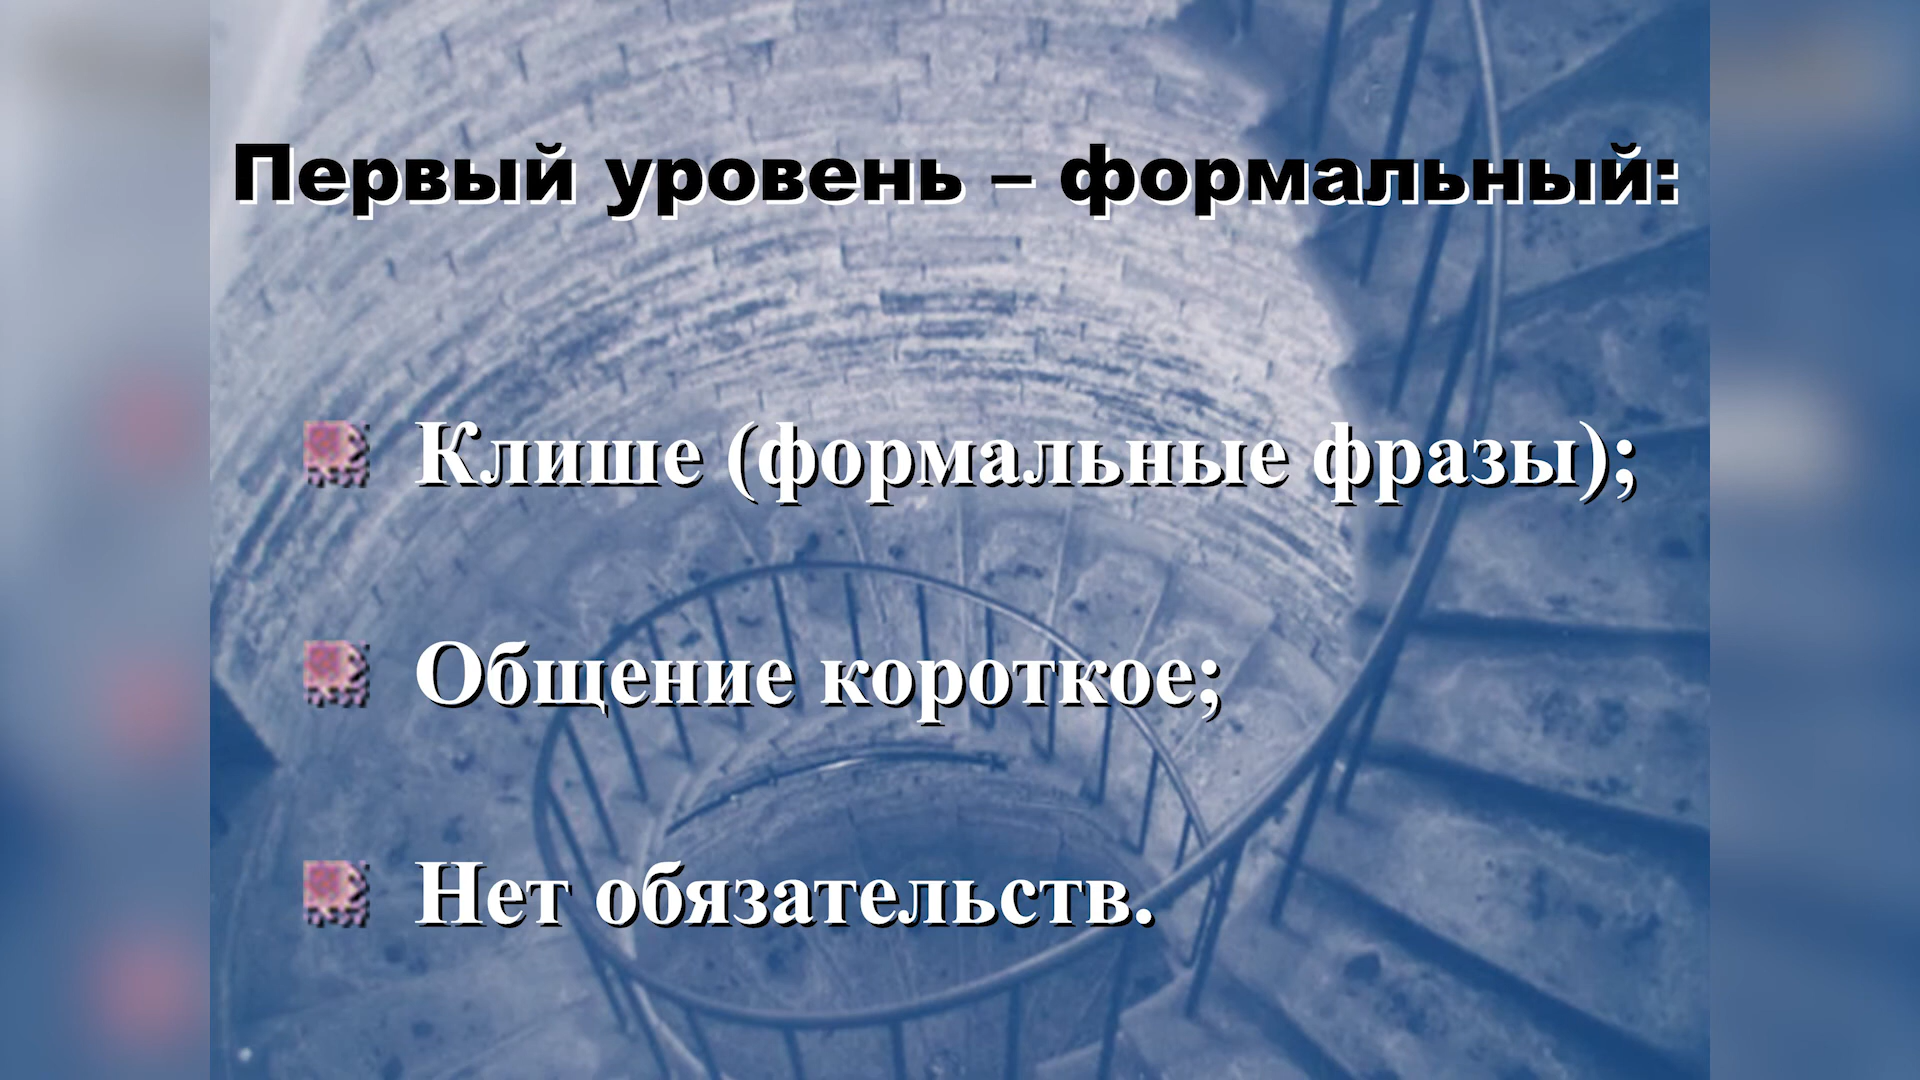 Первый уровень – формальный:
Клише (формальные фразы);
Общение короткое;
Нет обязательств.